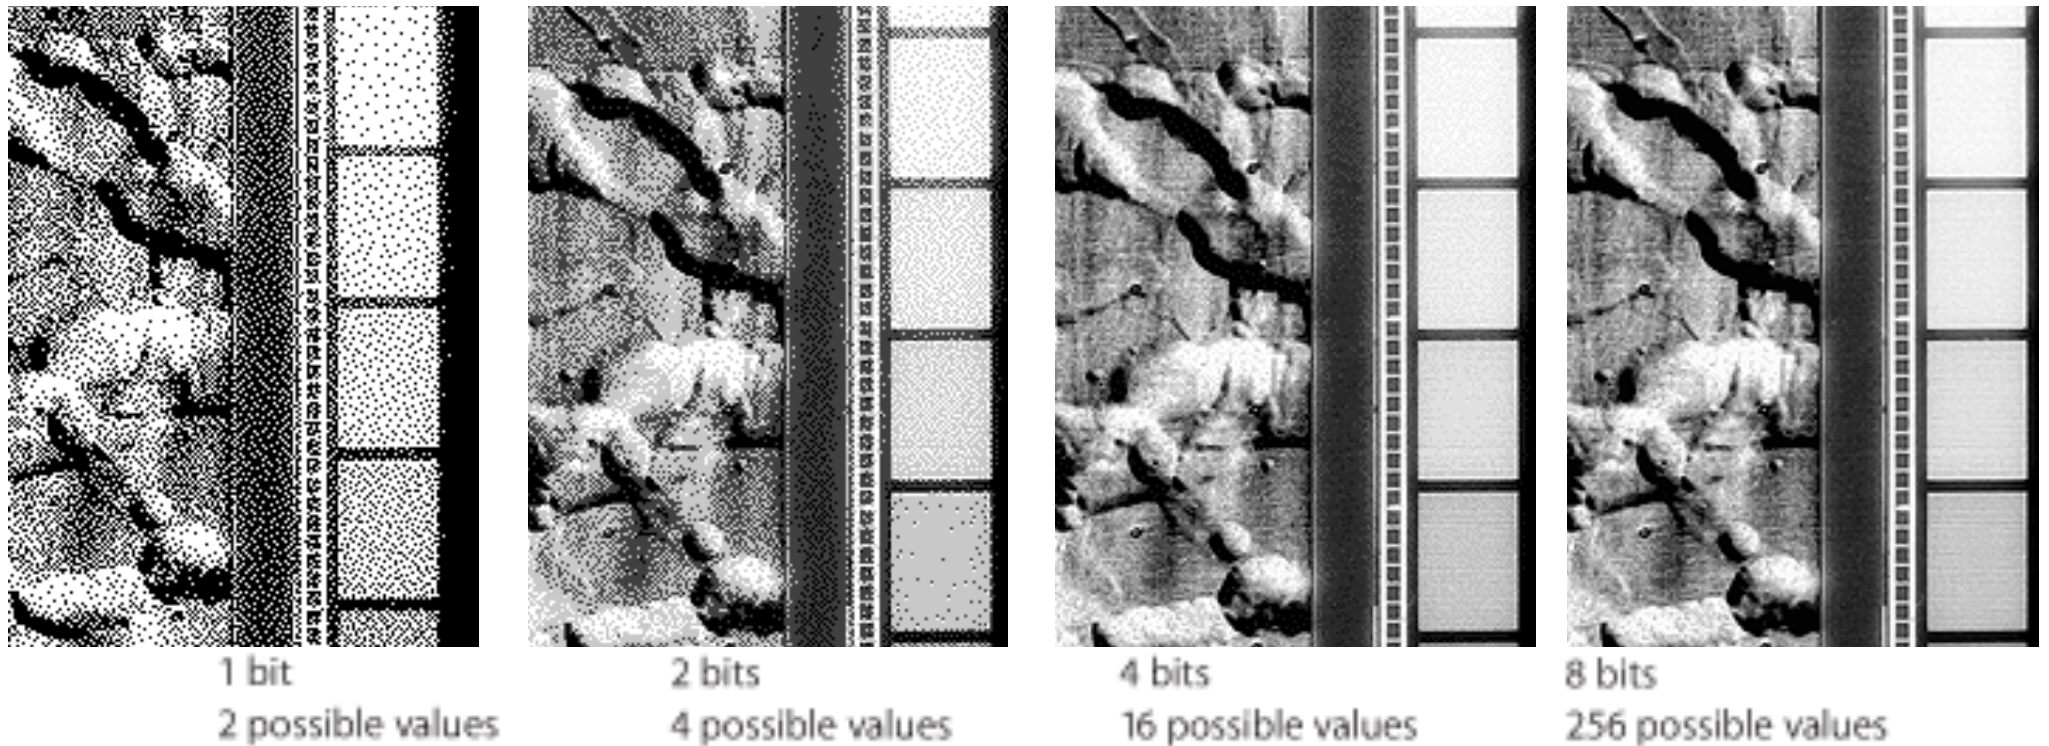 1 bit
2 possible values
2 bits
4 possible values
4 bits
16 possible values
8 bits
256 possible values